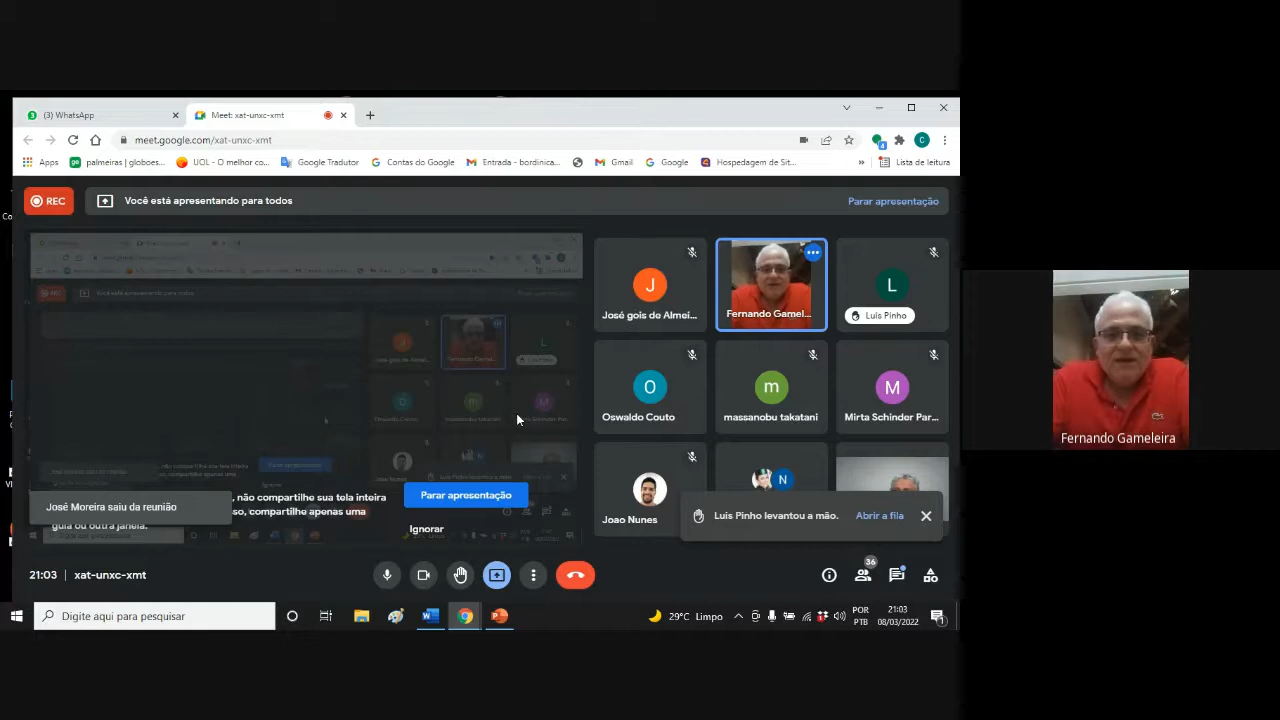 (3) WhatsApp
Meet: xat-unxc-xmt
meet.google.com/xat-unxc-xmt
Apps
palmeiras | globoes...
UOL - O melhor co...
Google Tradutor
Contas do Google
Entrada - bordinica...
Gmail
Google
Hospedagem de Sit...
Lista de leitura
REC
Você está apresentando para todos
Parar apresentação
J
José gois de Almei...
Fernando Gamel...
L
Luis Pinho
O
Oswaldo Couto
m
massanobu takatani
M
Mirta Schinder Par...
Joao Nunes
N
Fernando Gameleira
, não compartilhe sua tela inteira
so, compartilhe apenas uma
guia ou outra janela.
Parar apresentação
Ignorar
José Moreira saiu da reunião
Luis Pinho levantou a mão.
Abrir a fila
21:03 | xat-unxc-xmt
36
Digite aqui para pesquisar
29°C Limpo
POR
PTB
21:03
08/03/2022